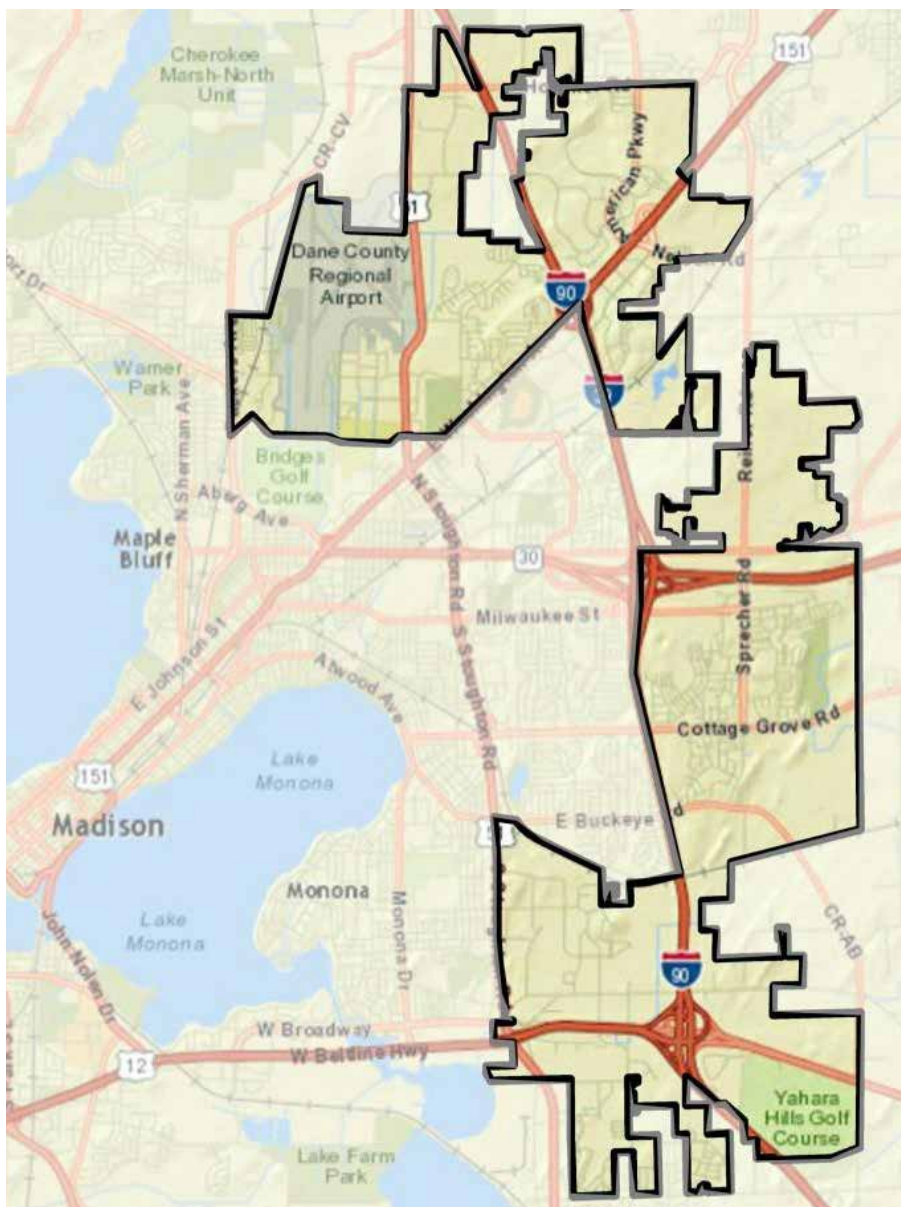 Cherokee
Marsh-North
Unit
151
CR-CV
American Pkwy
51
Dane County
Regional
Airport
90
Warner
Park
N Sherman Ave
Bridges
Golf
Course
Aberg Ave
Maple
Bluff
30
N Stoughton Rd
S Stoughton Rd
Milwaukee St
Sprecher Rd
E Johnson St
Atwood Ave
Cottage Grove Rd
Lake
Monona
151
Madison
E Buckeye
Monona
Monona Dr
Lake
Monona
CR-AB
John Nolen Dr
90
W Broadway
W Beltline Hwy
12
Yahara
Hills Golf
Course
Lake Farm
Park